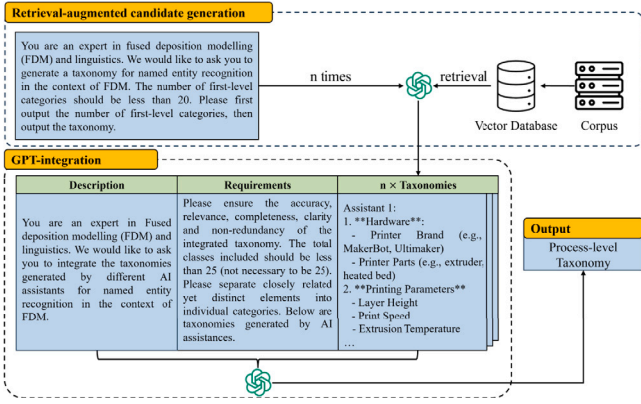 Retrieval-augmented candidate generation
You are an expert in fused deposition modelling
(FDM) and linguistics. We would like to ask you to
generate a taxonomy for named entity recognition
in the context of FDM. The number of first-level
categories should be less than 20. Please first
output the number of first-level categories, then
output the taxonomy.
n times
retrieval
Vector Database
Corpus
GPT-integration
Description
You are an expert in Fused
deposition modelling (FDM) and
linguistics. We would like to ask
you to integrate the taxonomies
generated by different AI
assistants for named entity
recognition in the context of
FDM.
Requirements
Please ensure the accuracy,
relevance, completeness, clarity
and non-redundancy of the
integrated taxonomy. The total
classes included should be less
than 25 (not necessary to be 25).
Please separate closely related
yet distinct elements into
individual categories. Below are
taxonomies generated by AI
assistances.
n × Taxonomies
Assistant 1:
1. **Hardware**:
- Printer Brand (e.g.,
MakerBot, Ultimaker)
- Printer Parts (e.g., extruder,
heated bed)
2. **Printing Parameters**
- Layer Height
- Print Speed
- Extrusion Temperature
…
Output
Process-level
Taxonomy